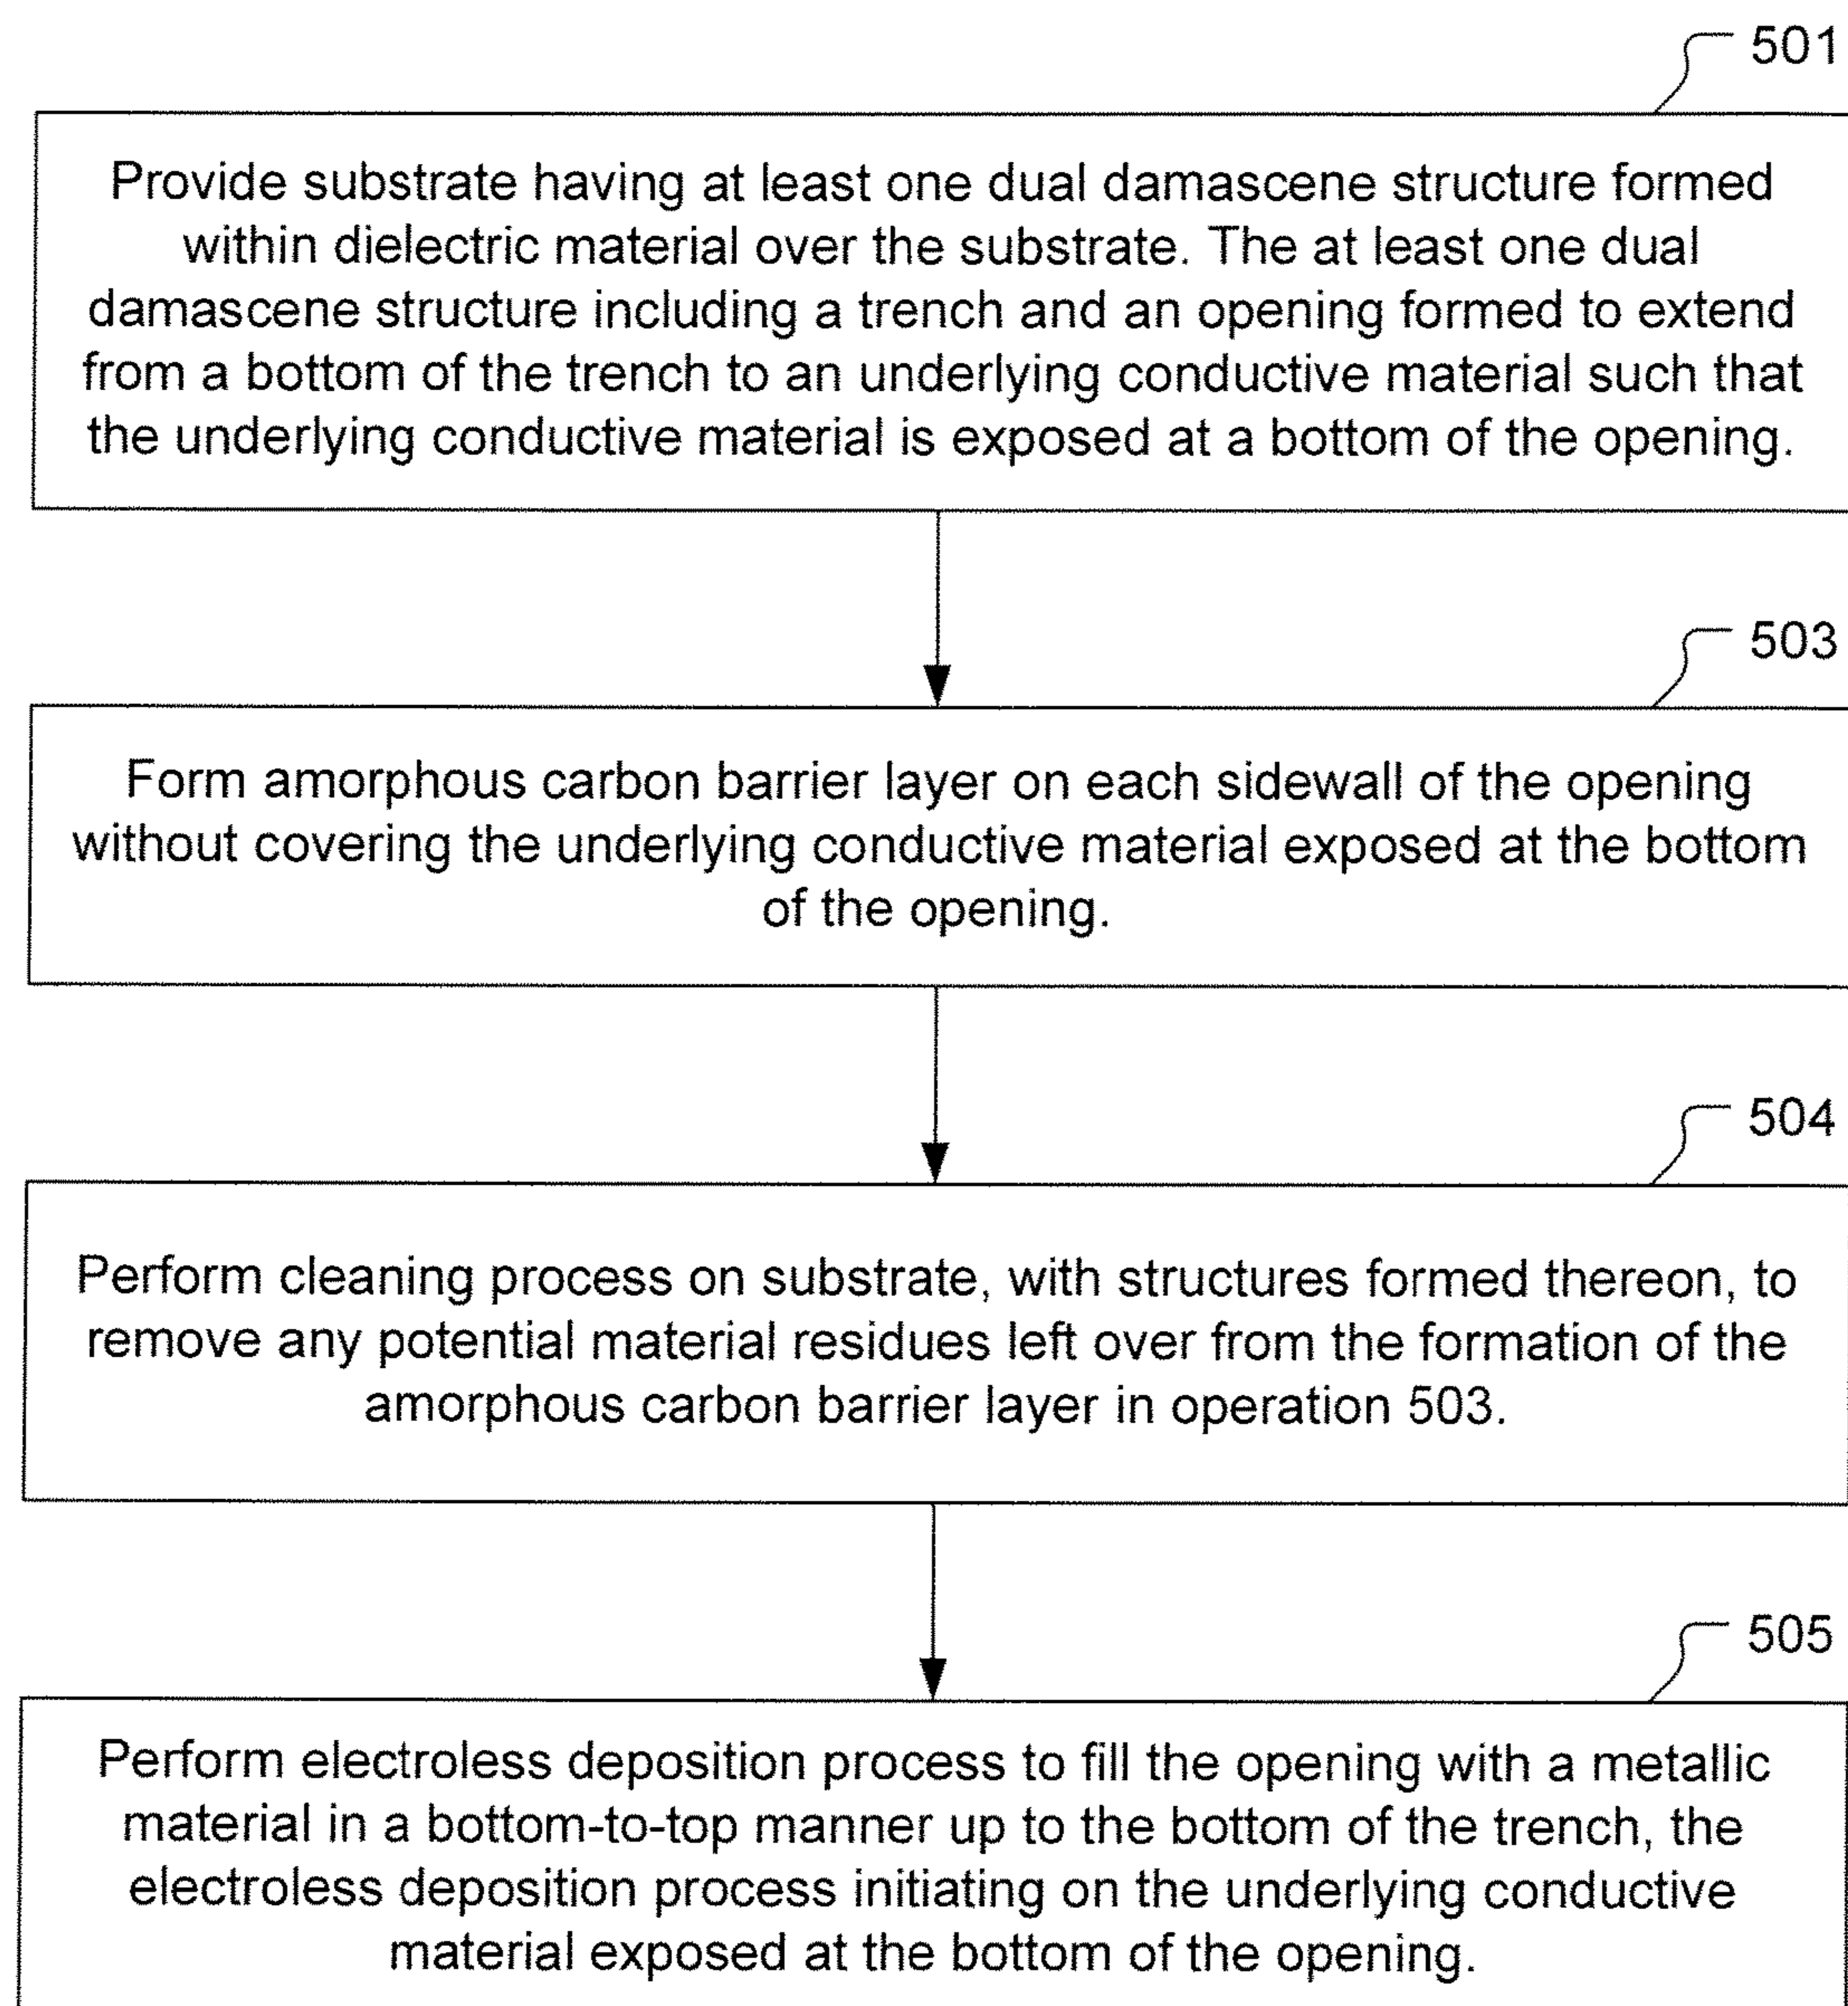 501
Provide substrate having at least one dual damascene structure formed
within dielectric material over the substrate. The at least one dual
damascene structure including a trench and an opening formed to extend
from a bottom of the trench to an underlying conductive material such that
the underlying conductive material is exposed at a bottom of the opening.
503
Form amorphous carbon barrier layer on each sidewall of the opening
without covering the underlying conductive material exposed at the bottom
of the opening.
504
Perform cleaning process on substrate, with structures formed thereon, to
remove any potential material residues left over from the formation of the
amorphous carbon barrier layer in operation 503.
505
Perform electroless deposition process to fill the opening with a metallic
material in a bottom-to-top manner up to the bottom of the trench, the
electroless deposition process initiating on the underlying conductive
material exposed at the bottom of the opening.